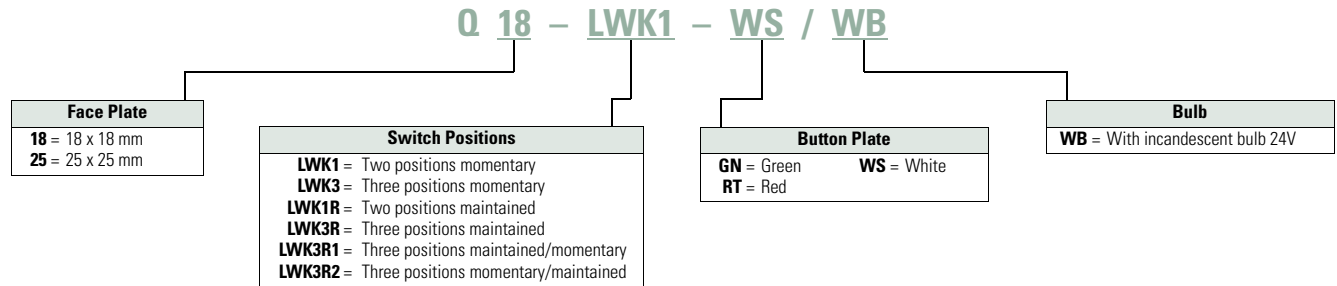 Q 18 – LWK1 – WS / WB
Face Plate
18 = 18 x 18 mm
25 = 25 x 25 mm
Switch Positions
LWK1 = Two positions momentary
LWK3 = Three positions momentary
LWK1R = Two positions maintained
LWK3R = Three positions maintained
LWK3R1 = Three positions maintained/momentary
LWK3R2 = Three positions momentary/maintained
Button Plate
GN = Green WS = White
RT = Red
Bulb
WB = With incandescent bulb 24V